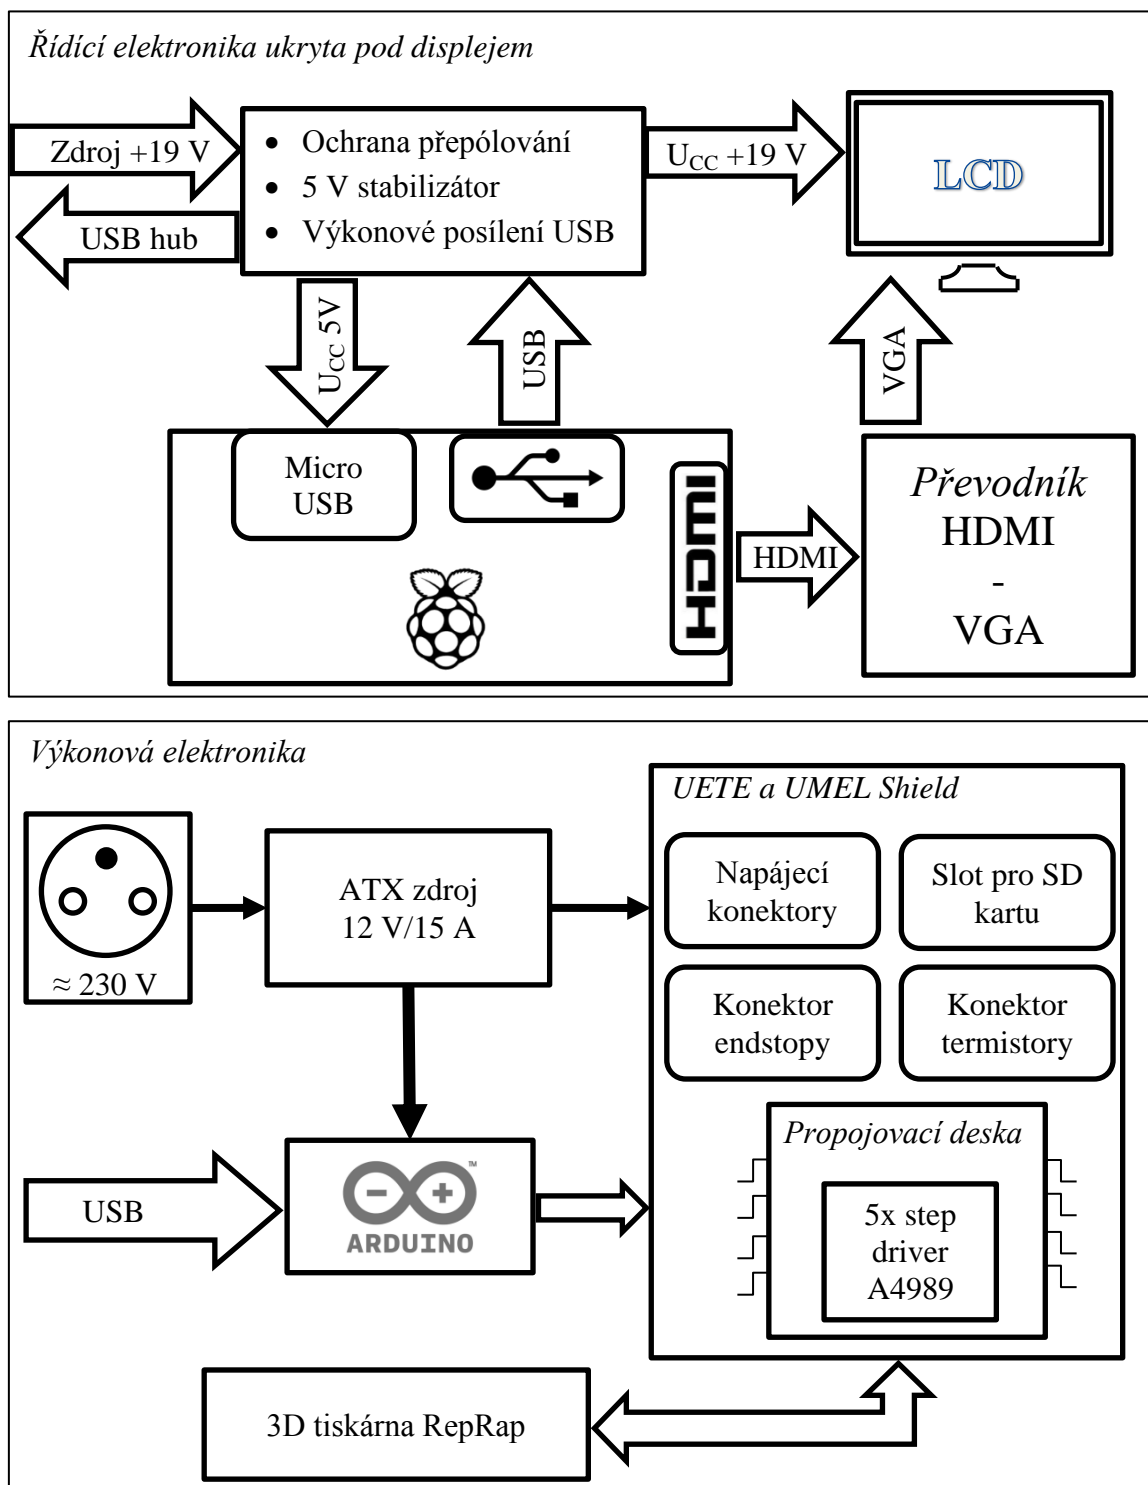 Řídící elektronika ukryta pod displejem
Zdroj +19 V
USB hub
• Ochrana přepólování
• 5 V stabilizátor
• Výkonové posílení USB
UCC +19 V
LCD
UCC 5V
USB
VGA
Micro
USB
HDMI
HDMI
Převodník
HDMI
-
VGA
Výkonová elektronika
≈ 230 V
ATX zdroj
12 V/15 A
UETE a UMEL Shield
Napájecí
konektory
Slot pro SD
kartu
Konektor
endstopy
Konektor
termistory
Propojovací deska
5x step
driver
A4989
USB
ARDUINO
TM
3D tiskárna RepRap